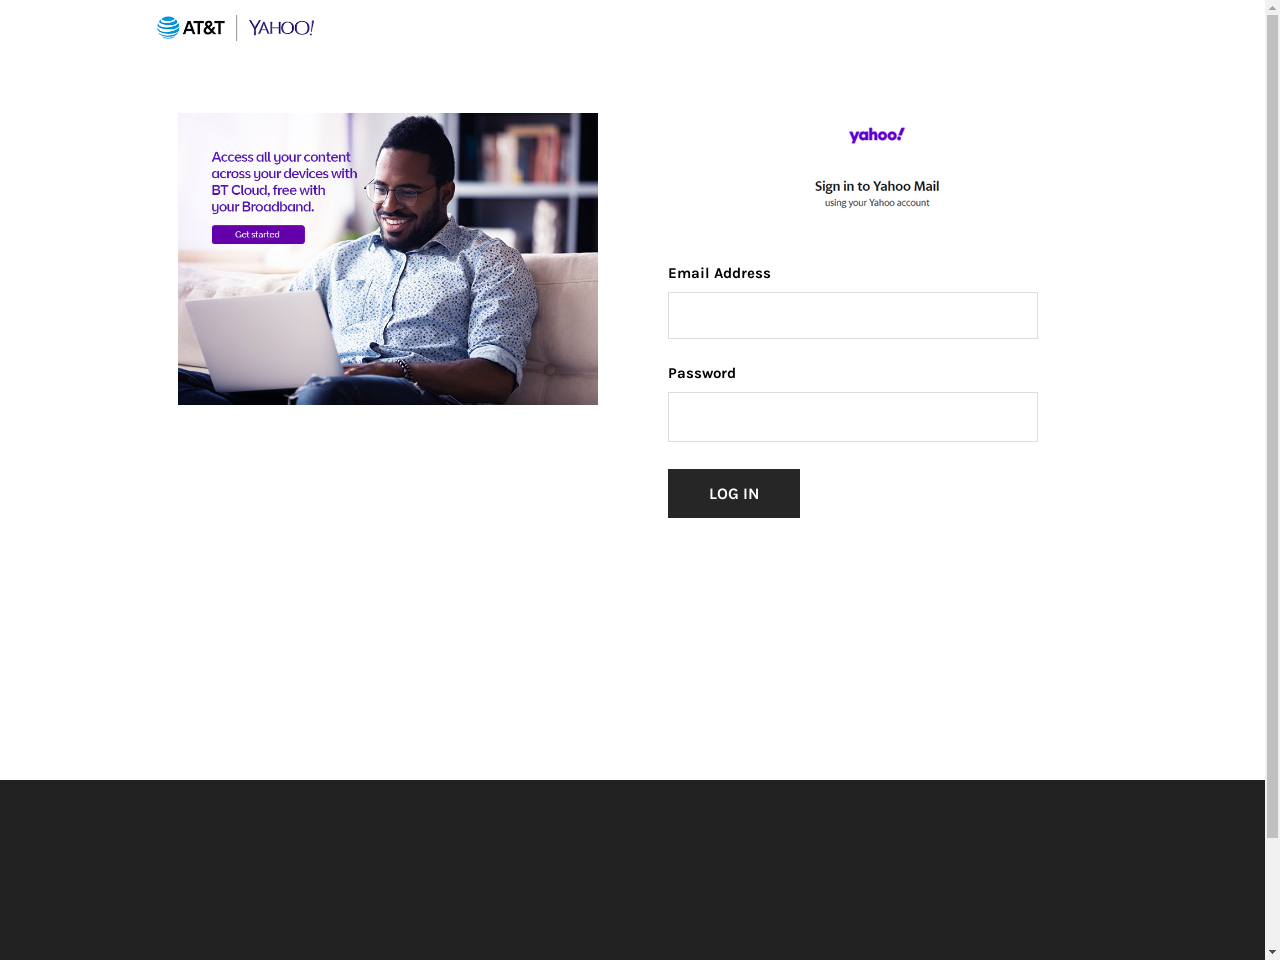 AT&T | YAHOO!
Access all your content
across your devices with
BT Cloud, free with
your Broadband.
Get started
yahoo!
Sign in to Yahoo Mail
using your Yahoo account
Email Address
Password
LOG IN